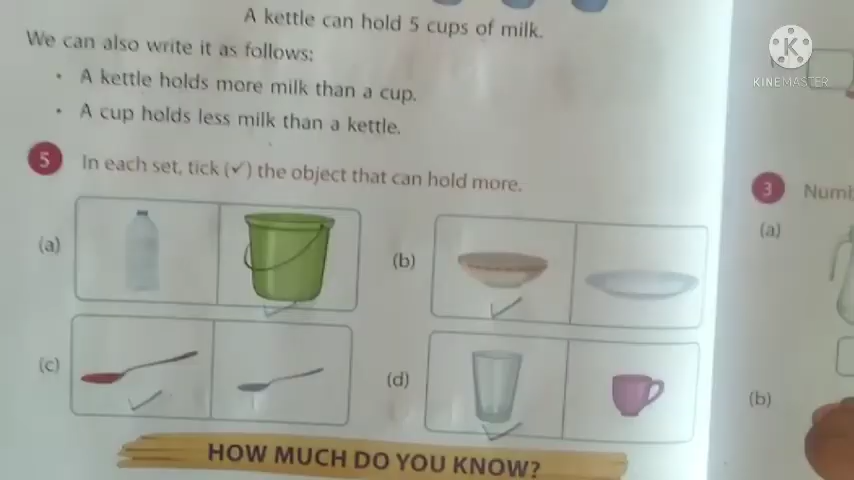 A kettle can hold 5 cups of milk.
We can also write it as follows:
• A kettle holds more milk than a cup.
• A cup holds less milk than a kettle.
5 In each set, tick (✓) the object that can hold more.
(a)
(b)
(c)
(d)
HOW MUCH DO YOU KNOW?
3
(a)
(b)
K
KINEMASTER